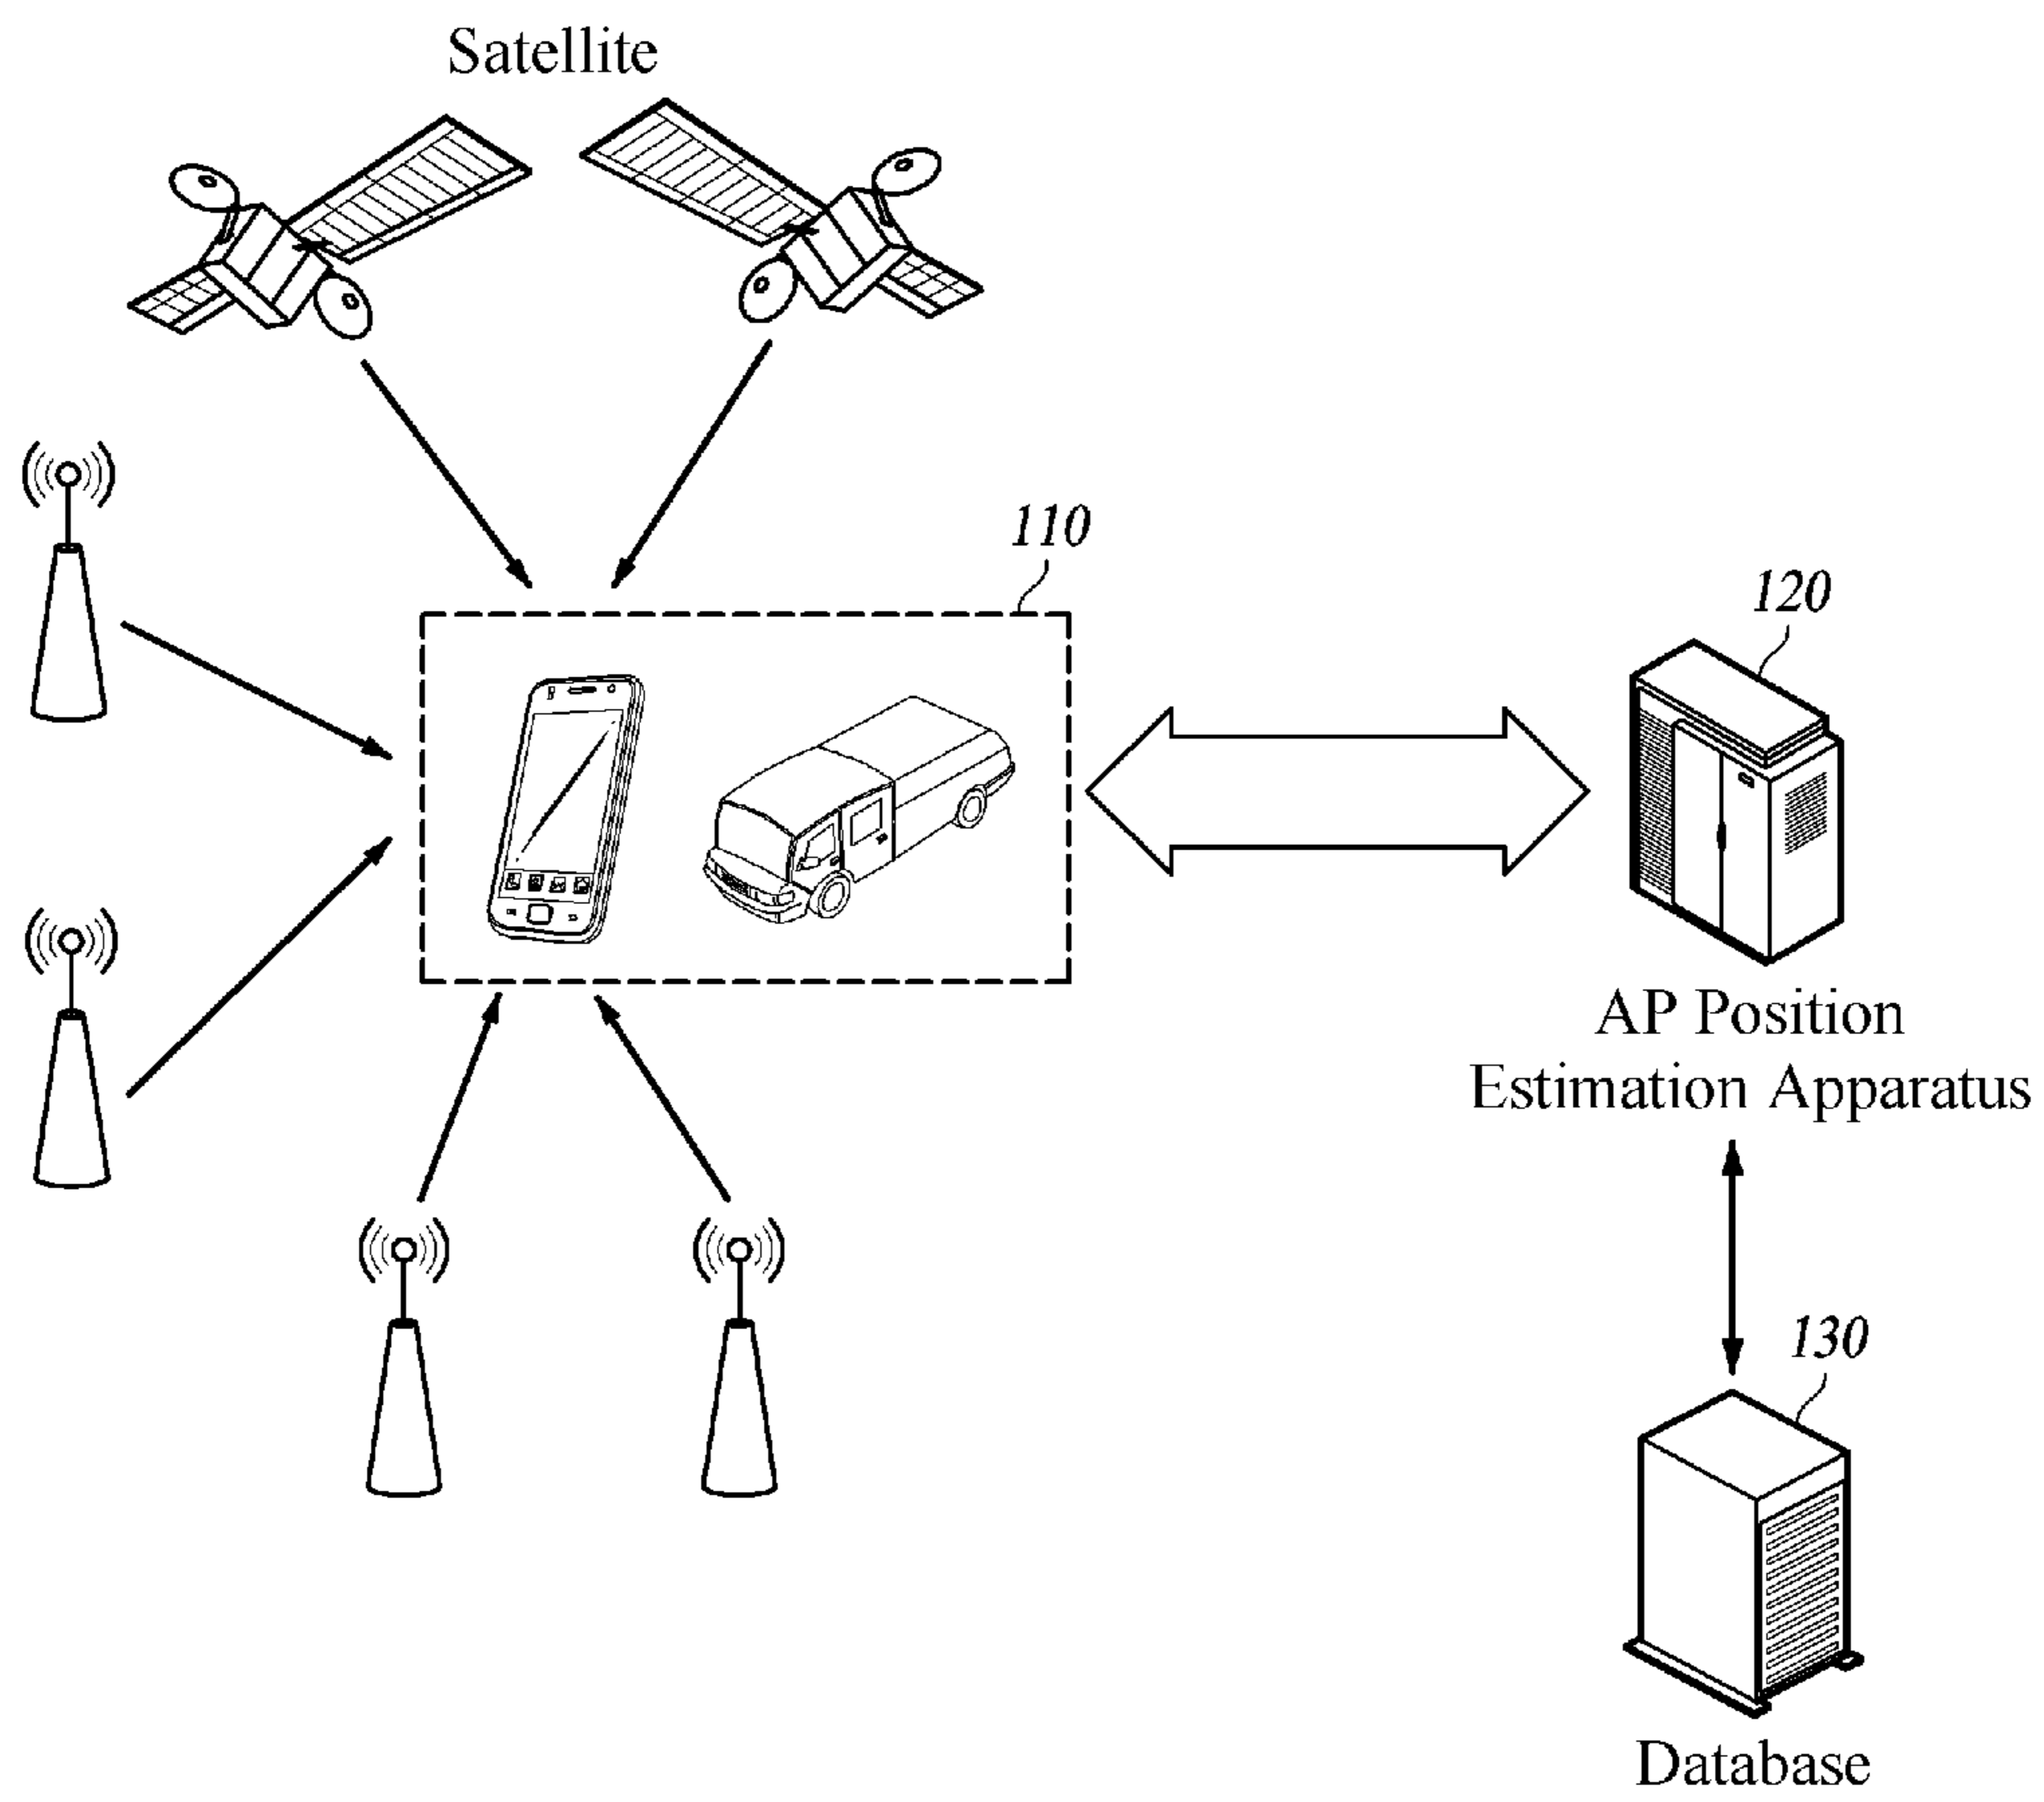 Satellite
110
120
AP Position
Estimation Apparatus
130
Database